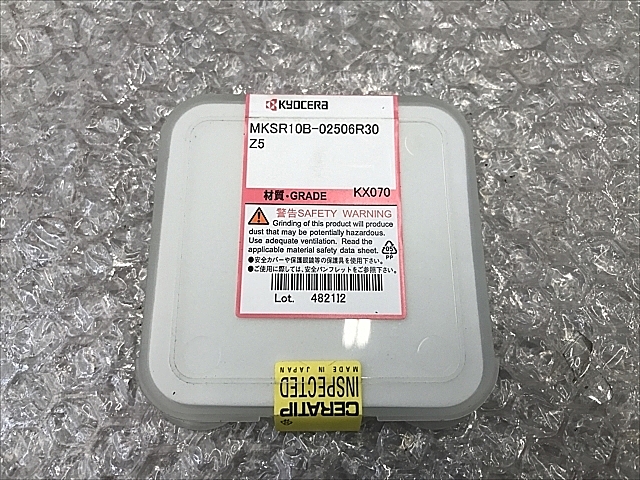 KYOCERA
MKSR10B-02506R30
Z5
材質・GRADE KX070
警告SAFETY WARNING
Grinding of this product will produce
dust that may be potentially hazardous.
Use adequate ventilation. Read the
applicable material safety data sheet.
05
PP
●安全カバーや保護眼鏡等の保護具を使用下さい。
●ご使用に際しては、安全パンフレットをご参照下さい。
Lot. 482112
CERATIP
INSPECTED
MADE IN JAPAN